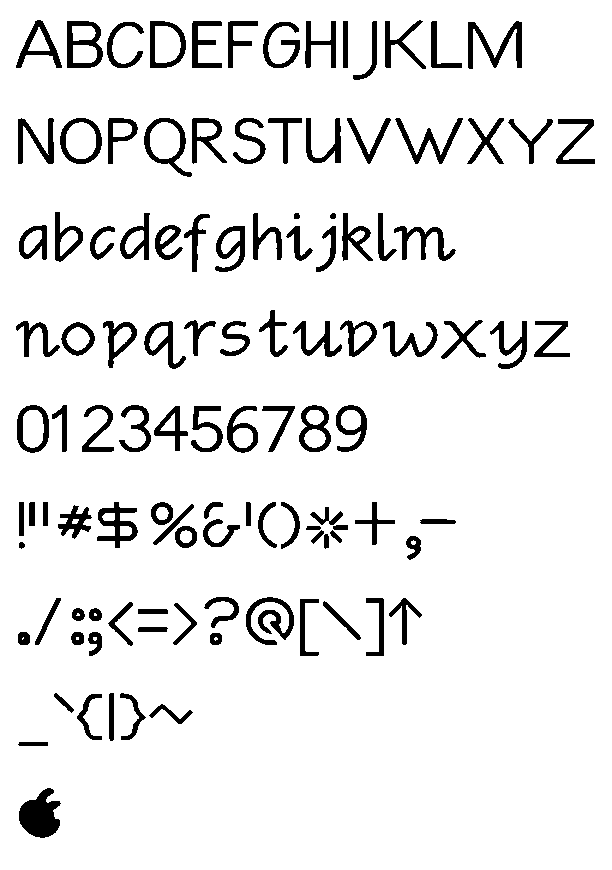 ABCDEFGHIJKLM
NOPQRSTUVWXYZ
abcdefghijklm
nopqrstuvwxyz
0123456789
!"#$%&'()*+,-
./:;<=>?@[\]↑
_`{|}~